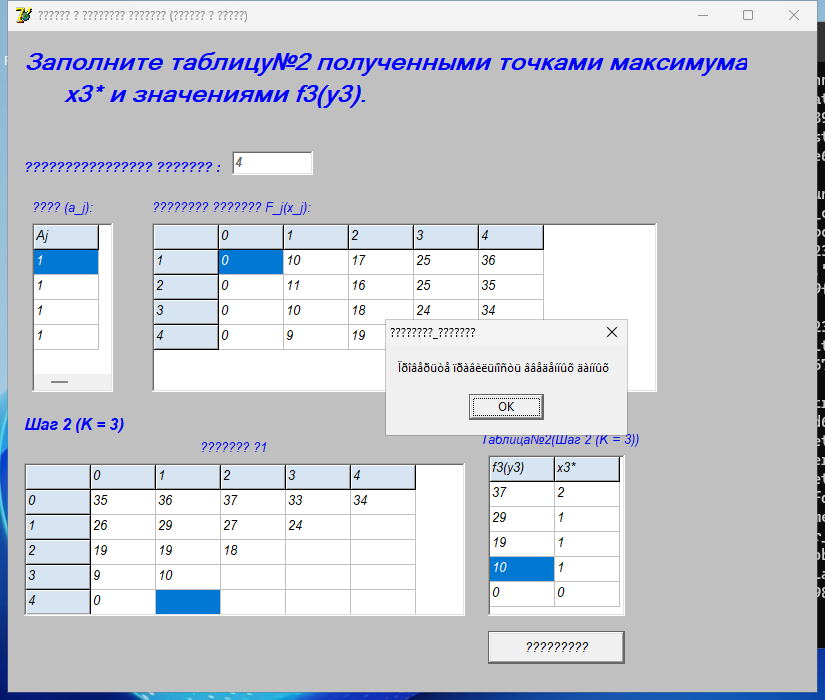 ?????? ? ???????? ??????? (?????? ? ?????)
Заполните таблицу№2 полученными точками максимума
x3* и значениями f3(y3).
???????????????? ??????? : 4
???? (a_j):
???????? ??????? F_j(x_j):
Aj
1
1
1
1
0 1 2 3 4
1 0 10 17 25 36
2 0 11 16 25 35
3 0 10 18 24 34
4 0 9 19
????????_???????
Ïðîâåðüòå ïðàâèëüíîñòü ââåäåííûõ äàííûõ
OK
Шаг 2 (K = 3)
??????? ?1
0 1 2 3 4
0 35 36 37 33 34
1 26 29 27 24
2 19 19 18
3 9 10
4 0
Таблица№2(Шаг 2 (K = 3))
f3(y3) x3*
37 2
29 1
19 1
10 1
0 0
?????????